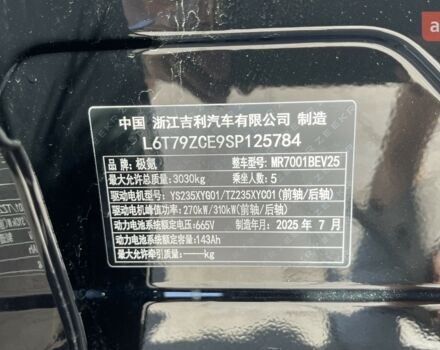 中国 浙江吉利汽车有限公司 制造
L6T79ZCE9SP125784
品牌：极氪 整车型号：MR7001BEV25
最大允许总质量：3030kg 乘坐人数：5
驱动电机型号：YS235XYG01/TZ235XYC01(前轴/后轴)
驱动电机峰值功率：270kW/310kW(前轴/后轴)
动力电池系统额定电压：665V 制造年月：2025 年 7 月
动力电池系统额定容量：143Ah
最大允许牵引质量：——kg